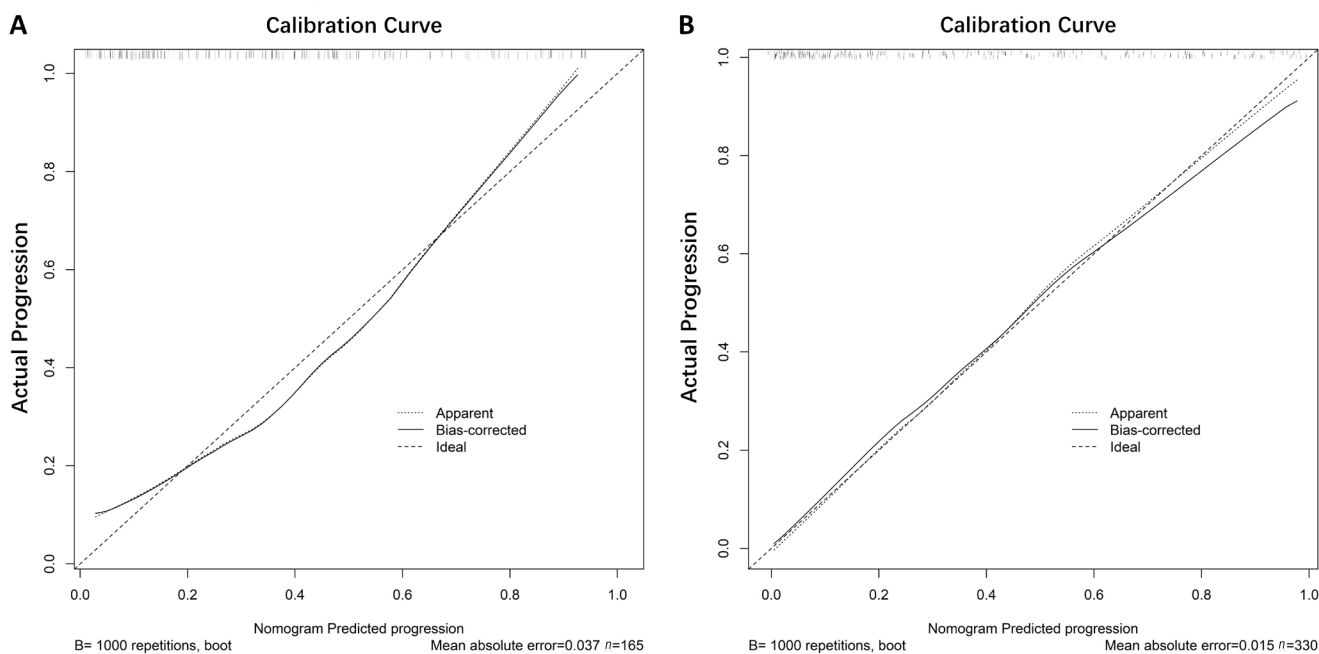 A
Calibration Curve
Actual Progression
0.0 0.2 0.4 0.6 0.8 1.0
Apparent
Bias-corrected
Ideal
0.0 0.2 0.4 0.6 0.8 1.0
Nomogram Predicted progression
B= 1000 repetitions, boot
Mean absolute error=0.037 n=165
B
Calibration Curve
Actual Progression
0.0 0.2 0.4 0.6 0.8 1.0
Apparent
Bias-corrected
Ideal
0.0 0.2 0.4 0.6 0.8 1.0
Nomogram Predicted progression
B= 1000 repetitions, boot
Mean absolute error=0.015 n=330